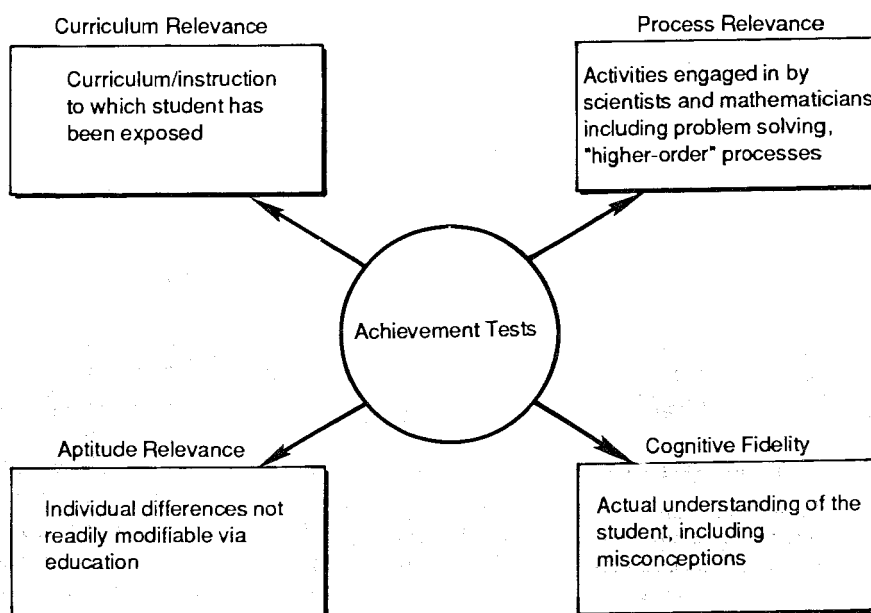 Curriculum Relevance
Curriculum/instruction
to which student has
been exposed
Process Relevance
Activities engaged in by
scientists and mathematicians
including problem solving,
"higher-order" processes
Achievement Tests
Aptitude Relevance
Individual differences not
readily modifiable via
education
Cognitive Fidelity
Actual understanding of the
student, including
misconceptions